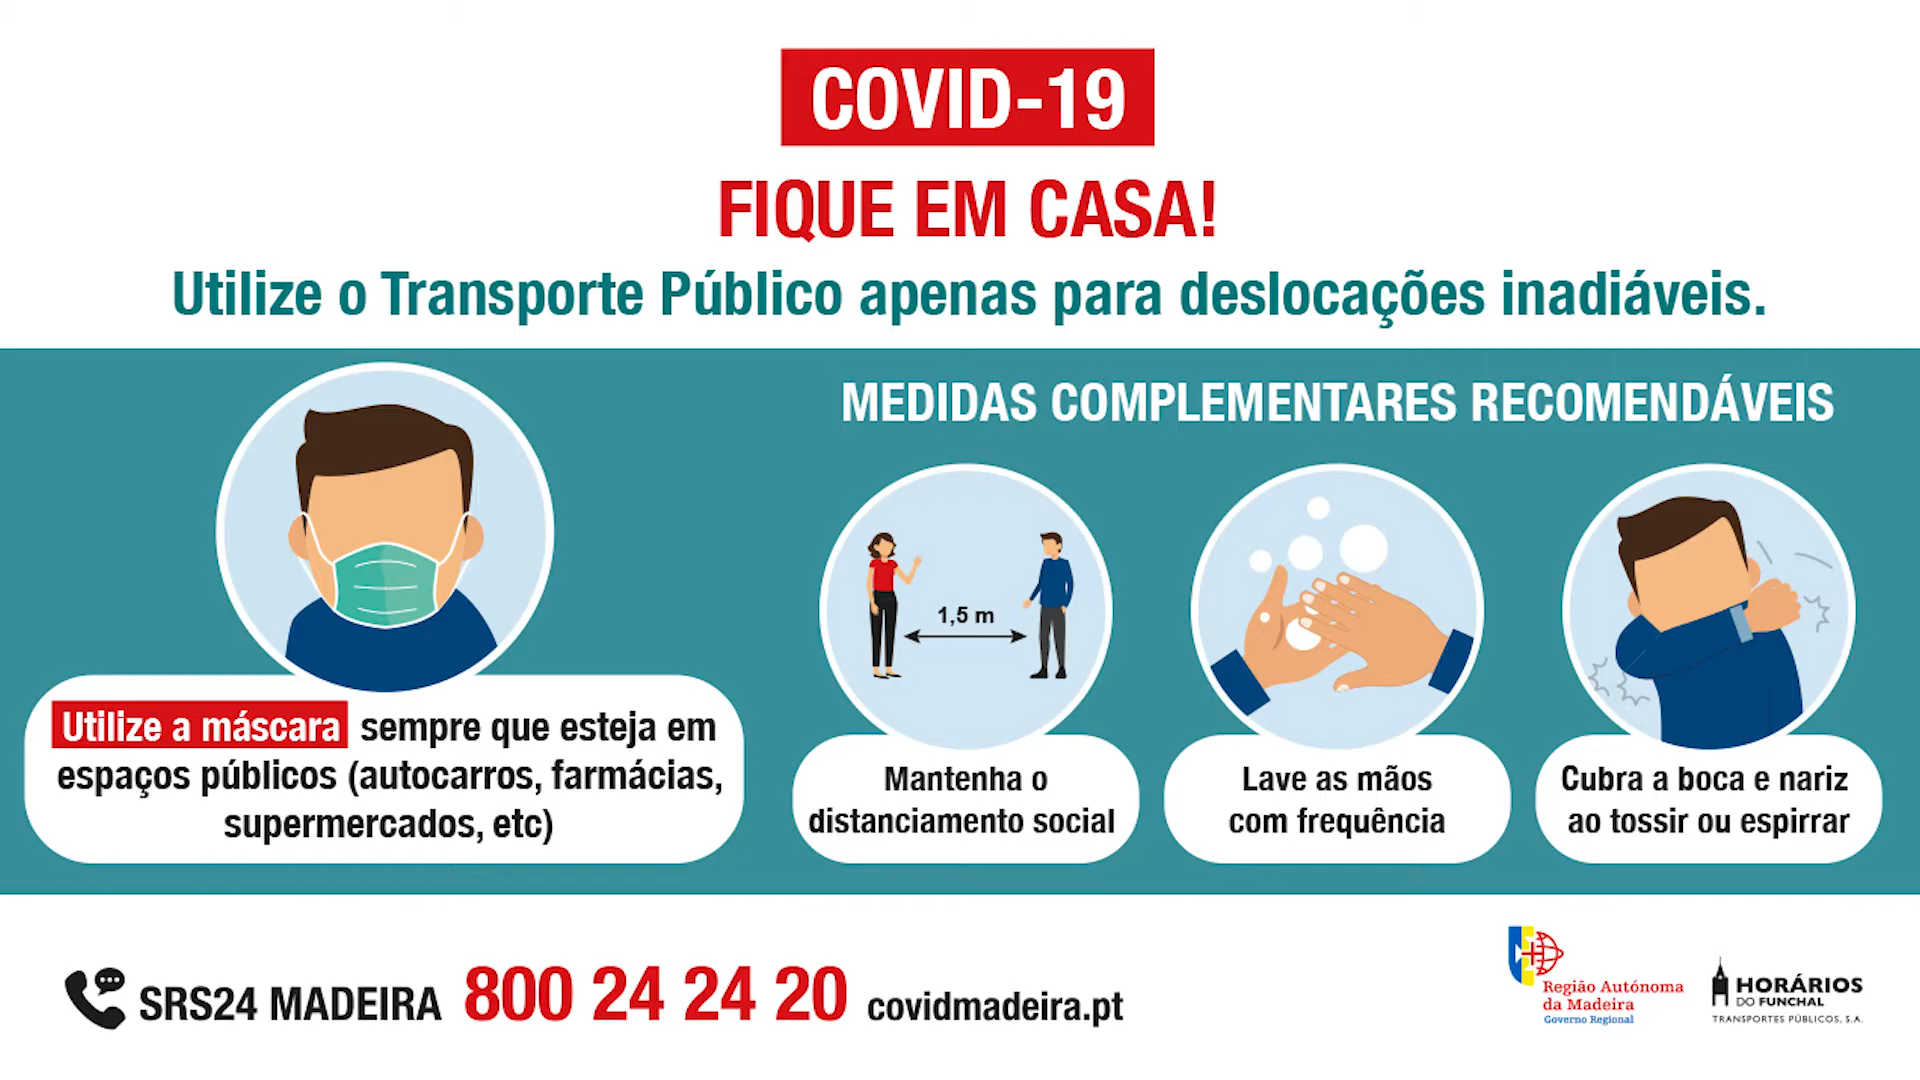 COVID-19
FIQUE EM CASA!
Utilize o Transporte Público apenas para deslocações inadiáveis.
MEDIDAS COMPLEMENTARES RECOMENDÁVEIS
1,5 m
Utilize a máscara sempre que esteja em
espaços públicos (autocarros, farmácias,
supermercados, etc)
Mantenha o
distanciamento social
Lave as mãos
com frequência
Cubra a boca e nariz
ao tossir ou espirrar
SRS24 MADEIRA 800 24 24 20 covidmadeira.pt
Região Autónoma
da Madeira
Governo Regional
HORÁRIOS
DO FUNCHAL
TRANSPORTES PÚBLICOS, S.A.